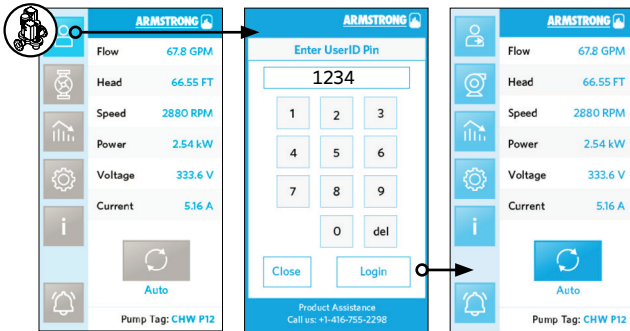 ARMSTRONG
Flow 67.8 GPM
Head 66.55 FT
Speed 2880 RPM
Power 2.54 kW
Voltage 333.6 V
Current 5.16 A
i
Auto
Pump Tag: CHW P12
ARMSTRONG
Enter UserID Pin
1234
1 2 3
4 5 6
7 8 9
0 del
Close Login
Product Assistance
Call us: +1-416-755-2298
ARMSTRONG
Flow 67.8 GPM
Head 66.55 FT
Speed 2880 RPM
Power 2.54 kW
Voltage 333.6 V
Current 5.16 A
i
Auto
Pump Tag: CHW P12